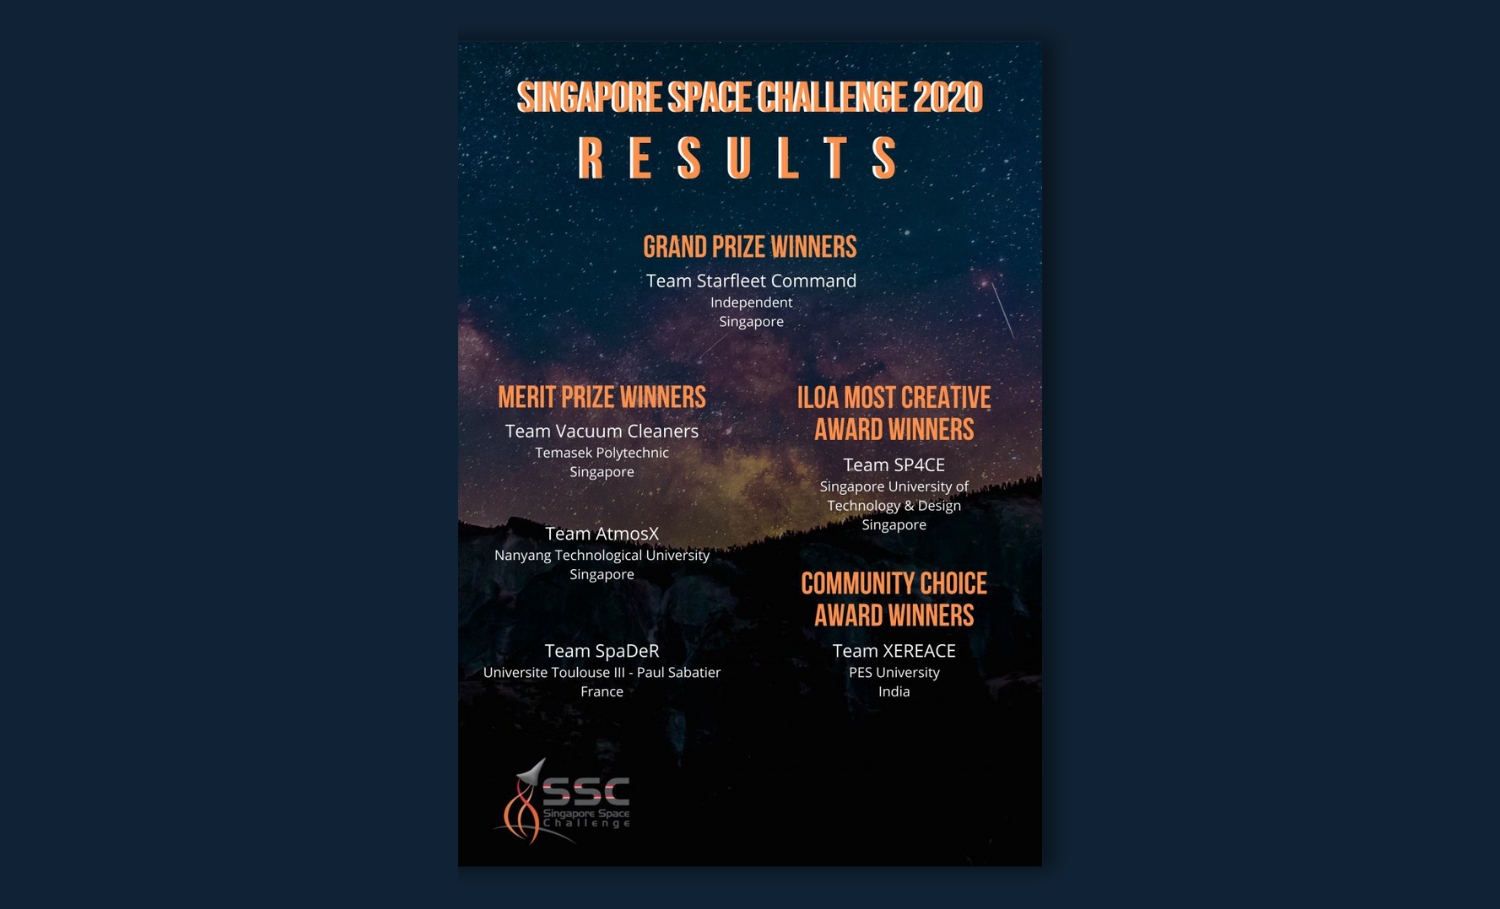 SINGAPORE SPACE CHALLENGE 2020
RESULTS
GRAND PRIZE WINNERS
Team Starfleet Command
Independent
Singapore
MERIT PRIZE WINNERS
Team Vacuum Cleaners
Temasek Polytechnic
Singapore
Team AtmosX
Nanyang Technological University
Singapore
Team SpaDeR
Universite Toulouse III - Paul Sabatier
France
ILOA MOST CREATIVE
AWARD WINNERS
Team SP4CE
Singapore University of
Technology & Design
Singapore
COMMUNITY CHOICE
AWARD WINNERS
Team XEREACE
PES University
India
SSC
Singapore Space
Challenge